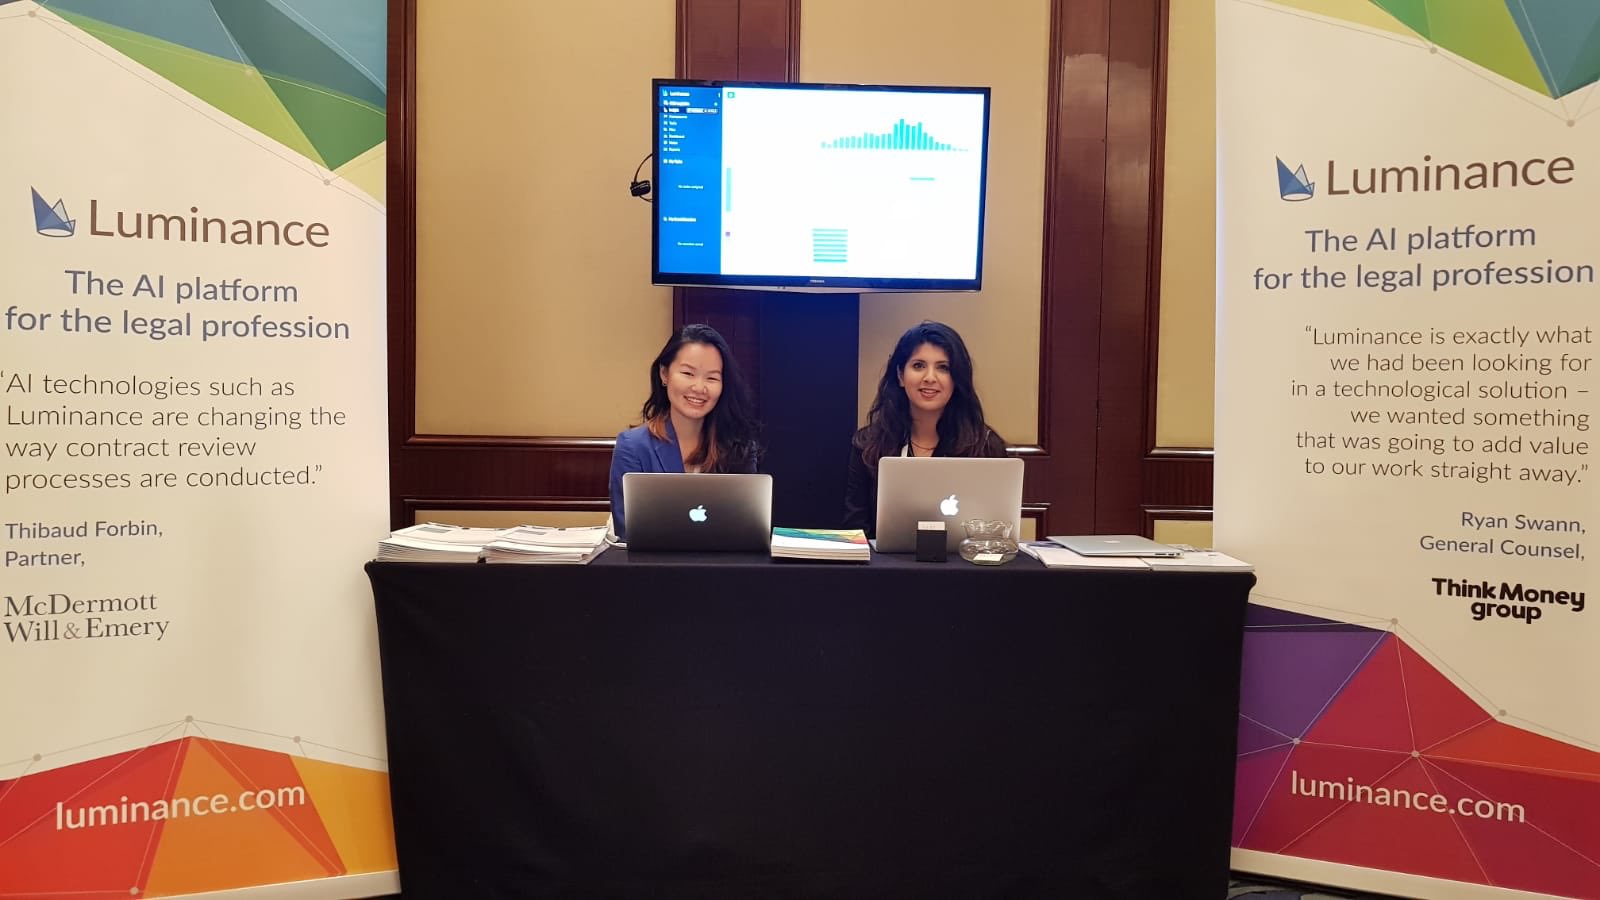 Luminance
The AI platform
for the legal profession
“AI technologies such as
Luminance are changing the
way contract review
processes are conducted.”
Thibaud Forbin,
Partner,
McDermott
Will & Emery
luminance.com
Luminance
TOSHIBA
Luminance
The AI platform
for the legal profession
“Luminance is exactly what
we had been looking for
in a technological solution –
we wanted something
that was going to add value
to our work straight away.”
Ryan Swann,
General Counsel,
Think Money
group
luminance.com